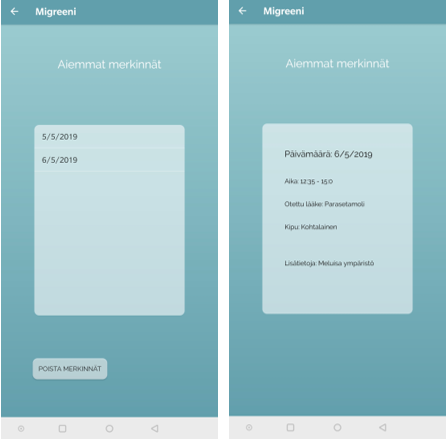 Migreeni
Aiemmat merkinnät
5/5/2019
6/5/2019
POISTA MERKINNÄT
Migreeni
Aiemmat merkinnät
Päivämäärä: 6/5/2019
Aika: 12:35 - 15:0
Otettu lääke: Parasetamoli
Kipu: Kohtalainen
Lisätietoja: Meluisa ympäristö